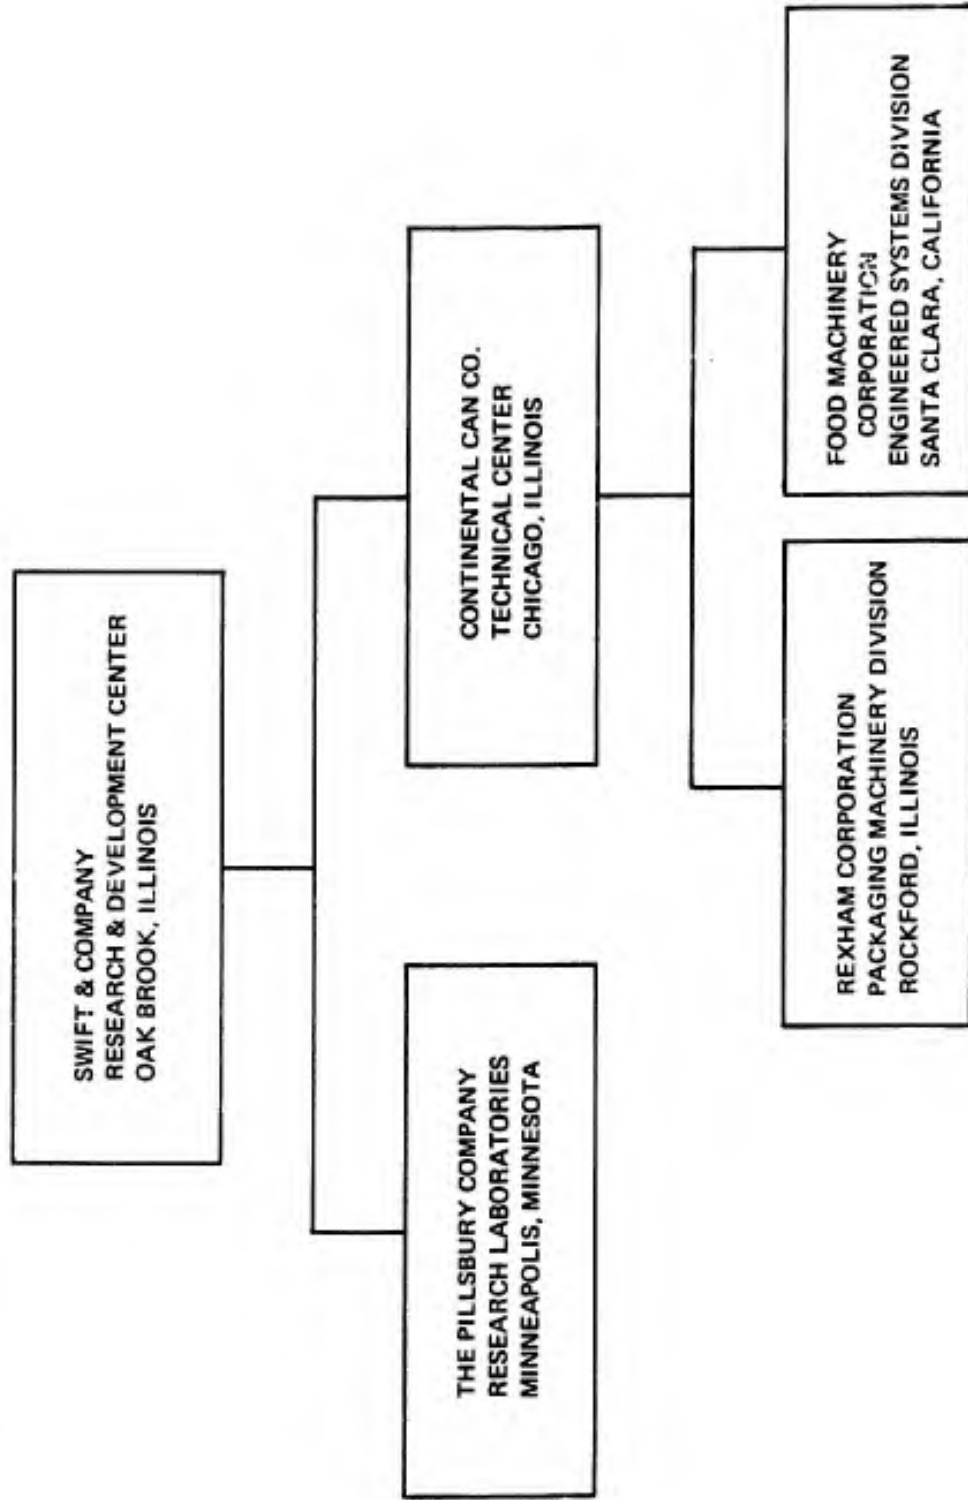 SWIFT & COMPANY
RESEARCH & DEVELOPMENT CENTER
OAK BROOK, ILLINOIS
THE PILLSBURY COMPANY
RESEARCH LABORATORIES
MINNEAPOLIS, MINNESOTA
CONTINENTAL CAN CO.
TECHNICAL CENTER
CHICAGO, ILLINOIS
REXHAM CORPORATION
PACKAGING MACHINERY DIVISION
ROCKFORD, ILLINOIS
FOOD MACHINERY
CORPORATION
ENGINEERED SYSTEMS DIVISION
SANTA CLARA, CALIFORNIA